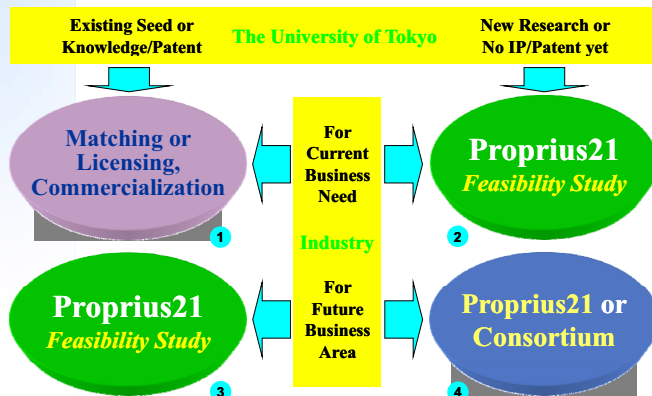 Existing Seed or
Knowledge/Patent
The University of Tokyo
New Research or
No IP/Patent yet
Matching or
Licensing,
Commercialization
1
For
Current
Business
Need
Proprius21
Feasibility Study
2
Industry
Proprius21
Feasibility Study
3
For
Future
Business
Area
Proprius21 or
Consortium
4